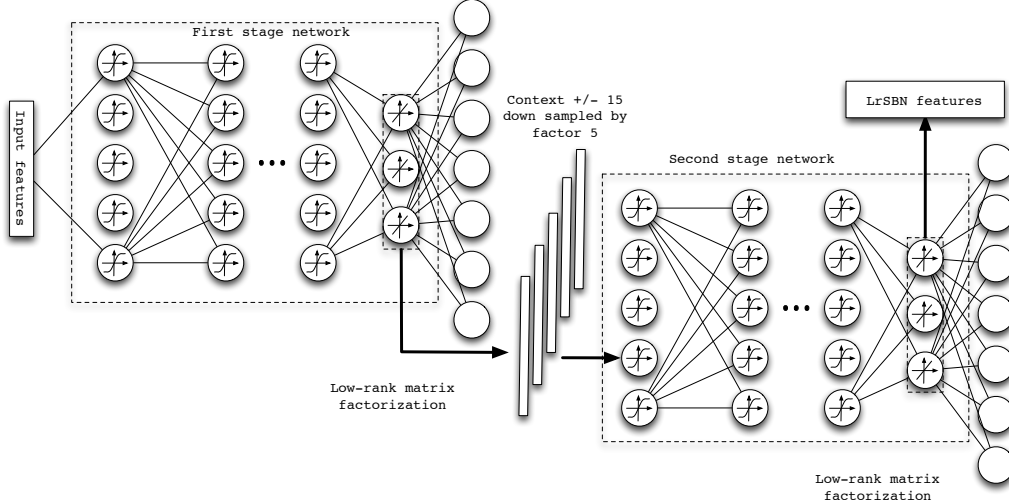 First stage network
Input features
Context +/- 15
down sampled by
factor 5
Low-rank matrix
factorization
LrSBN features
Second stage network
Low-rank matrix
factorization